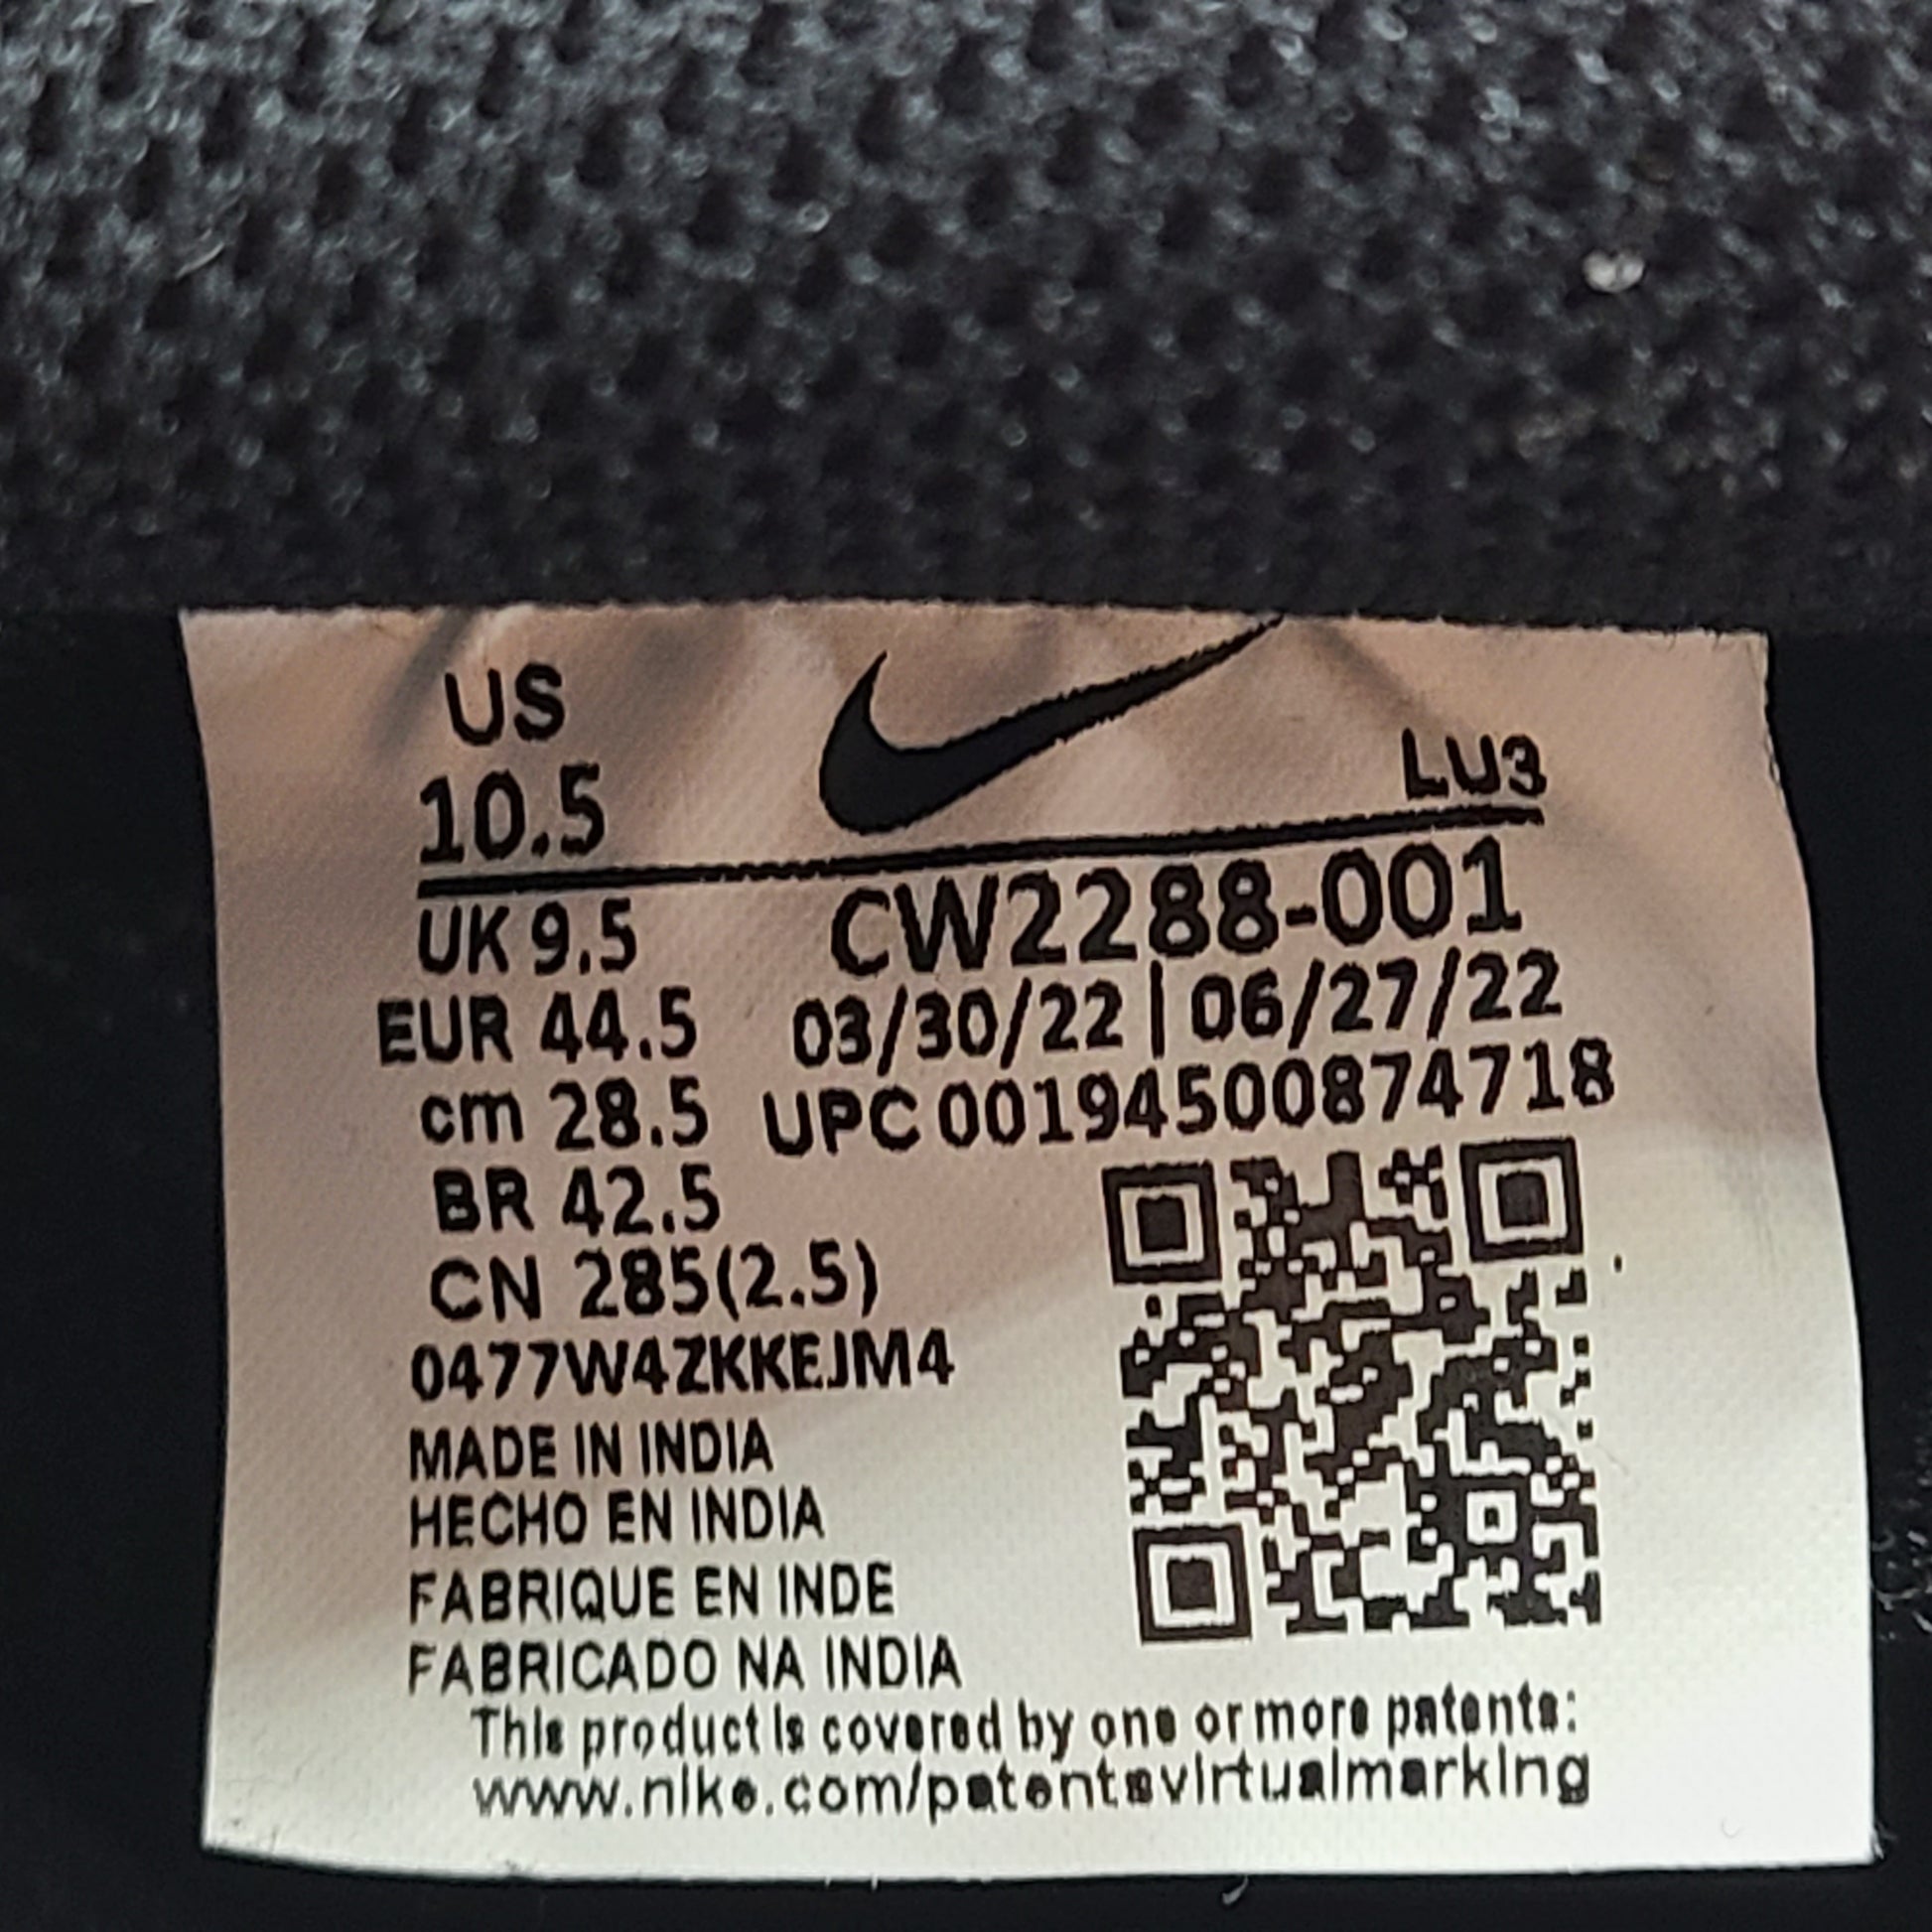 US
10.5
LU3
UK 9.5
CW2288-001
EUR 44.5
03/30/22 | 06/27/22
cm 28.5
UPC 00194500874718
BR 42.5
CN 285(2.5)
0477W4ZKKEJM4
MADE IN INDIA
HECHO EN INDIA
FABRIQUE EN INDE
FABRICADO NA INDIA
This product is covered by one or more patents:
www.nike.com/patentsvirtualmarking